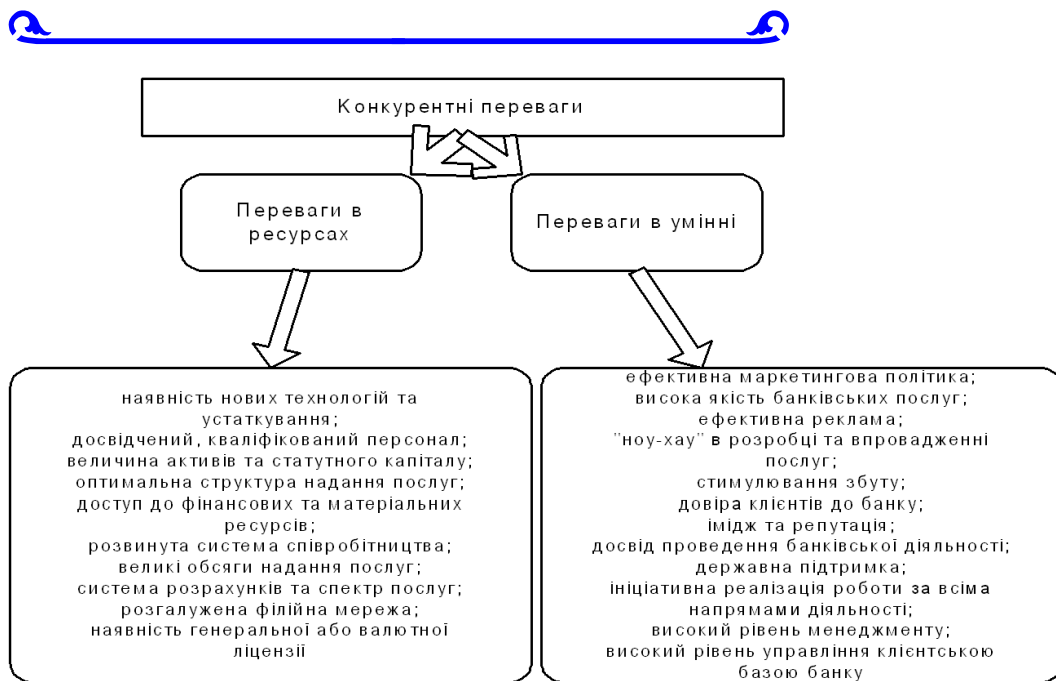 Конкурентні переваги
Переваги в
ресурсах
Переваги в умінні
наявність нових технологій та
устаткування;
досвідчений, кваліфікований персонал;
величина активів та статутного капіталу;
оптимальна структура надання послуг;
доступ до фінансових та матеріальних
ресурсів;
розвинута система співробітництва;
великі обсяги надання послуг;
система розрахунків та спектр послуг;
розгалужена філійна мережа;
наявність генеральної або валютної
ліцензії
ефективна маркетингова політика;
висока якість банківських послуг;
ефективна реклама;
"ноу-хау" в розробці та впровадженні
послуг;
стимулювання збуту;
довіра клієнтів до банку;
імідж та репутація;
досвід проведення банківської діяльності;
державна підтримка;
ініціативна реалізація роботи за всіма
напрямами діяльності;
високий рівень менеджменту;
високий рівень управління клієнтською
базою банку